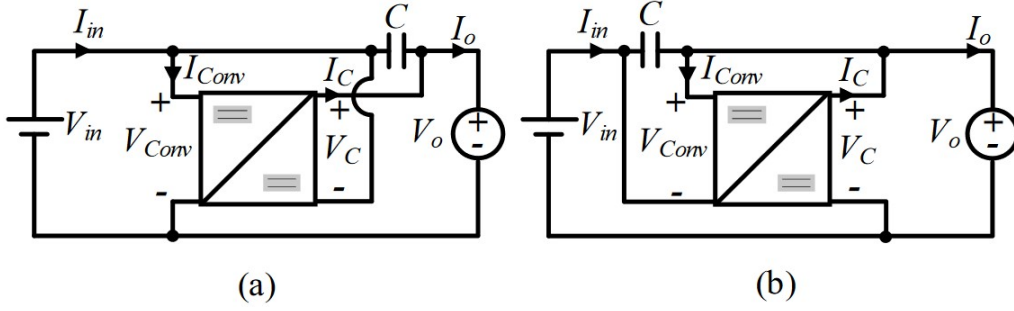 I_in C I_o I_in C I_o
I_Conv I_C I_Conv I_C
+ + + +
V_in V_Conv V_C V_o + - V_in V_Conv V_C V_o + -
- - - -
(a) (b)